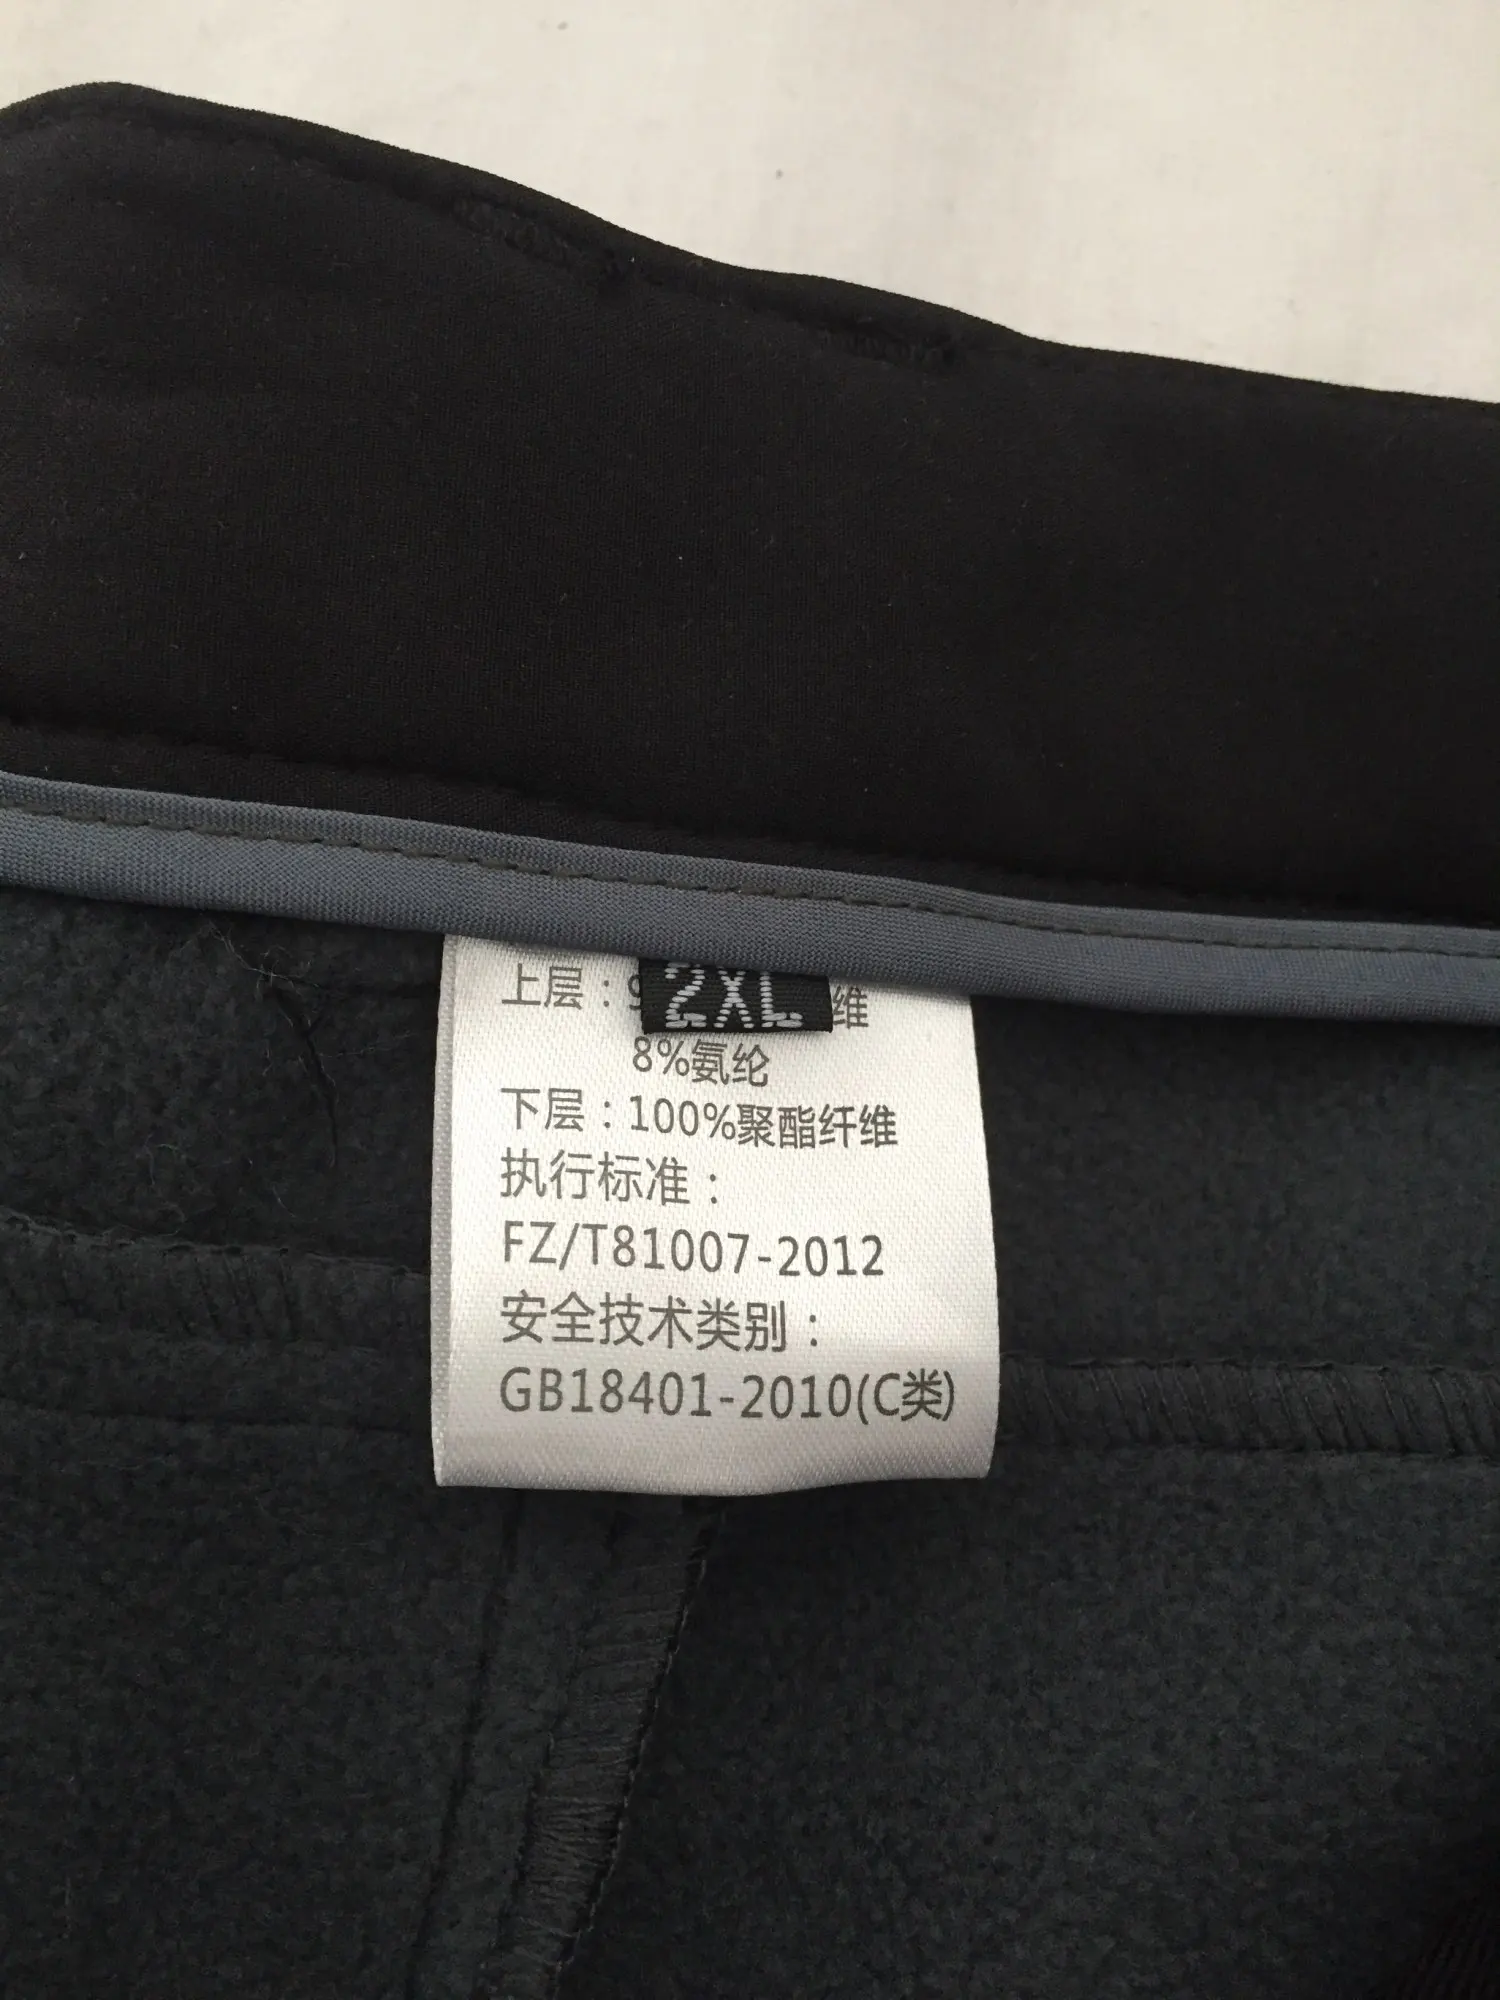 2XL
上层：9 维
8%氨纶
下层：100%聚酯纤维
执行标准：
FZ/T81007-2012
安全技术类别：
GB18401-2010(C类)